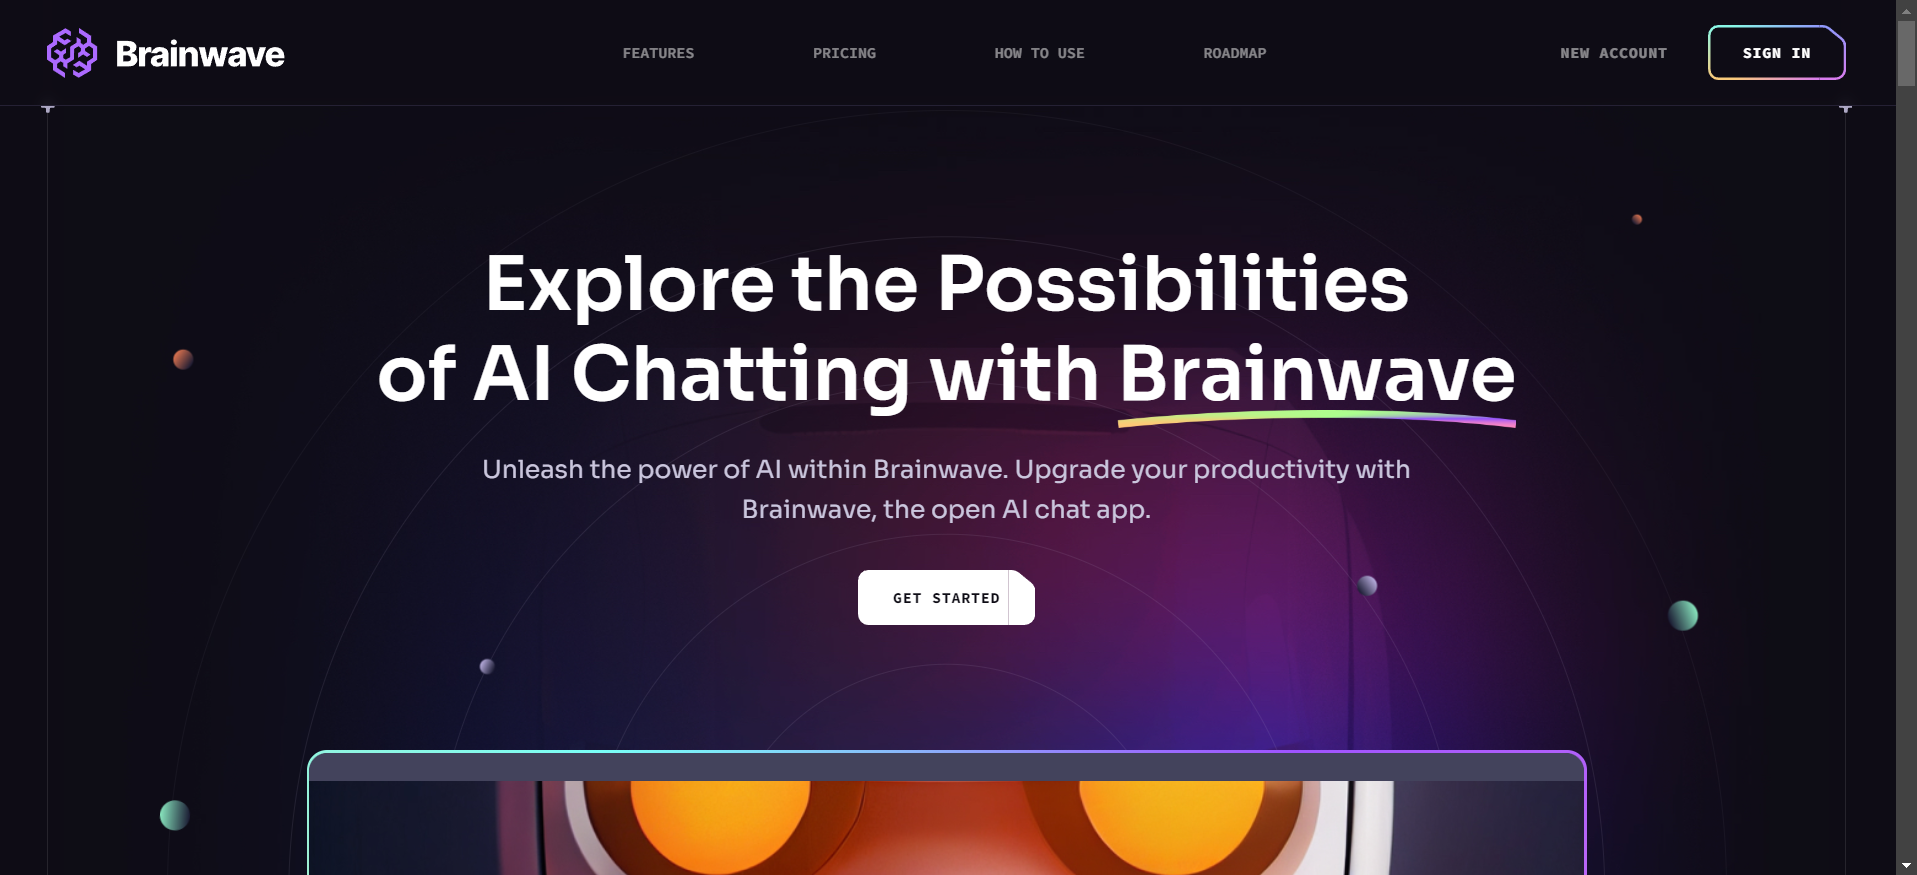 Brainwave
FEATURES
PRICING
HOW TO USE
ROADMAP
NEW ACCOUNT
SIGN IN
Explore the Possibilities
of AI Chatting with Brainwave
Unleash the power of AI within Brainwave. Upgrade your productivity with
Brainwave, the open AI chat app.
GET STARTED